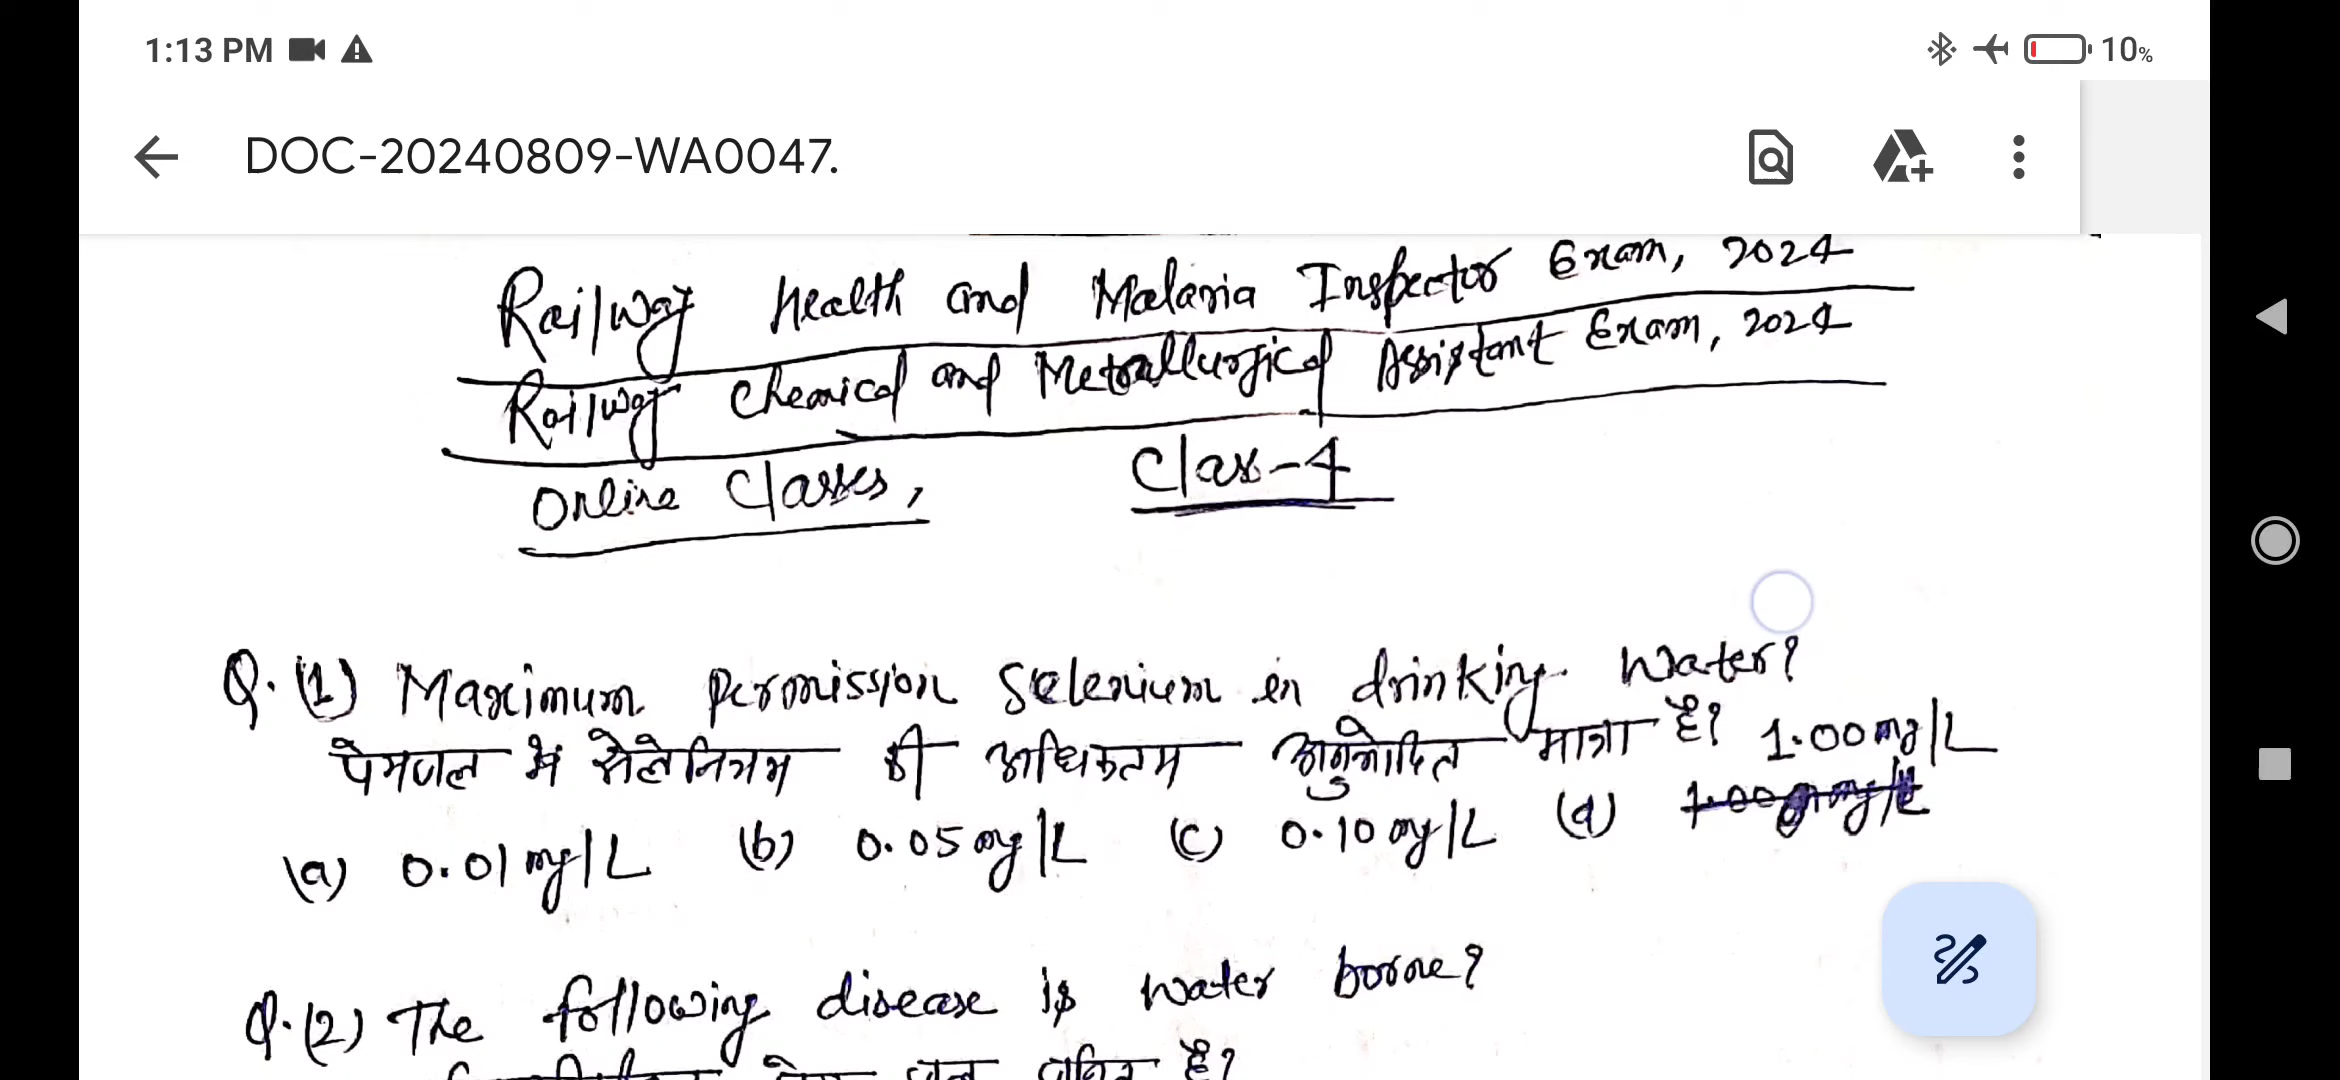 1:13 PM
10%
DOC-20240809-WA0047.
Railway Health and Malaria Inspector Exam, 2024
Railway Chemical and Metallurgical Assistant Exam, 2024
Online Classes, Class-4
Q.(1) Maximum permission Selenium in drinking Water?
पेयजल में सेलेनियम की अधिकतम अनुमोदित मात्रा है? 1.00mg/L
(a) 0.01mg/L (b) 0.05mg/L (c) 0.10mg/L (d)
Q.(2) The following disease is water borne?
है?